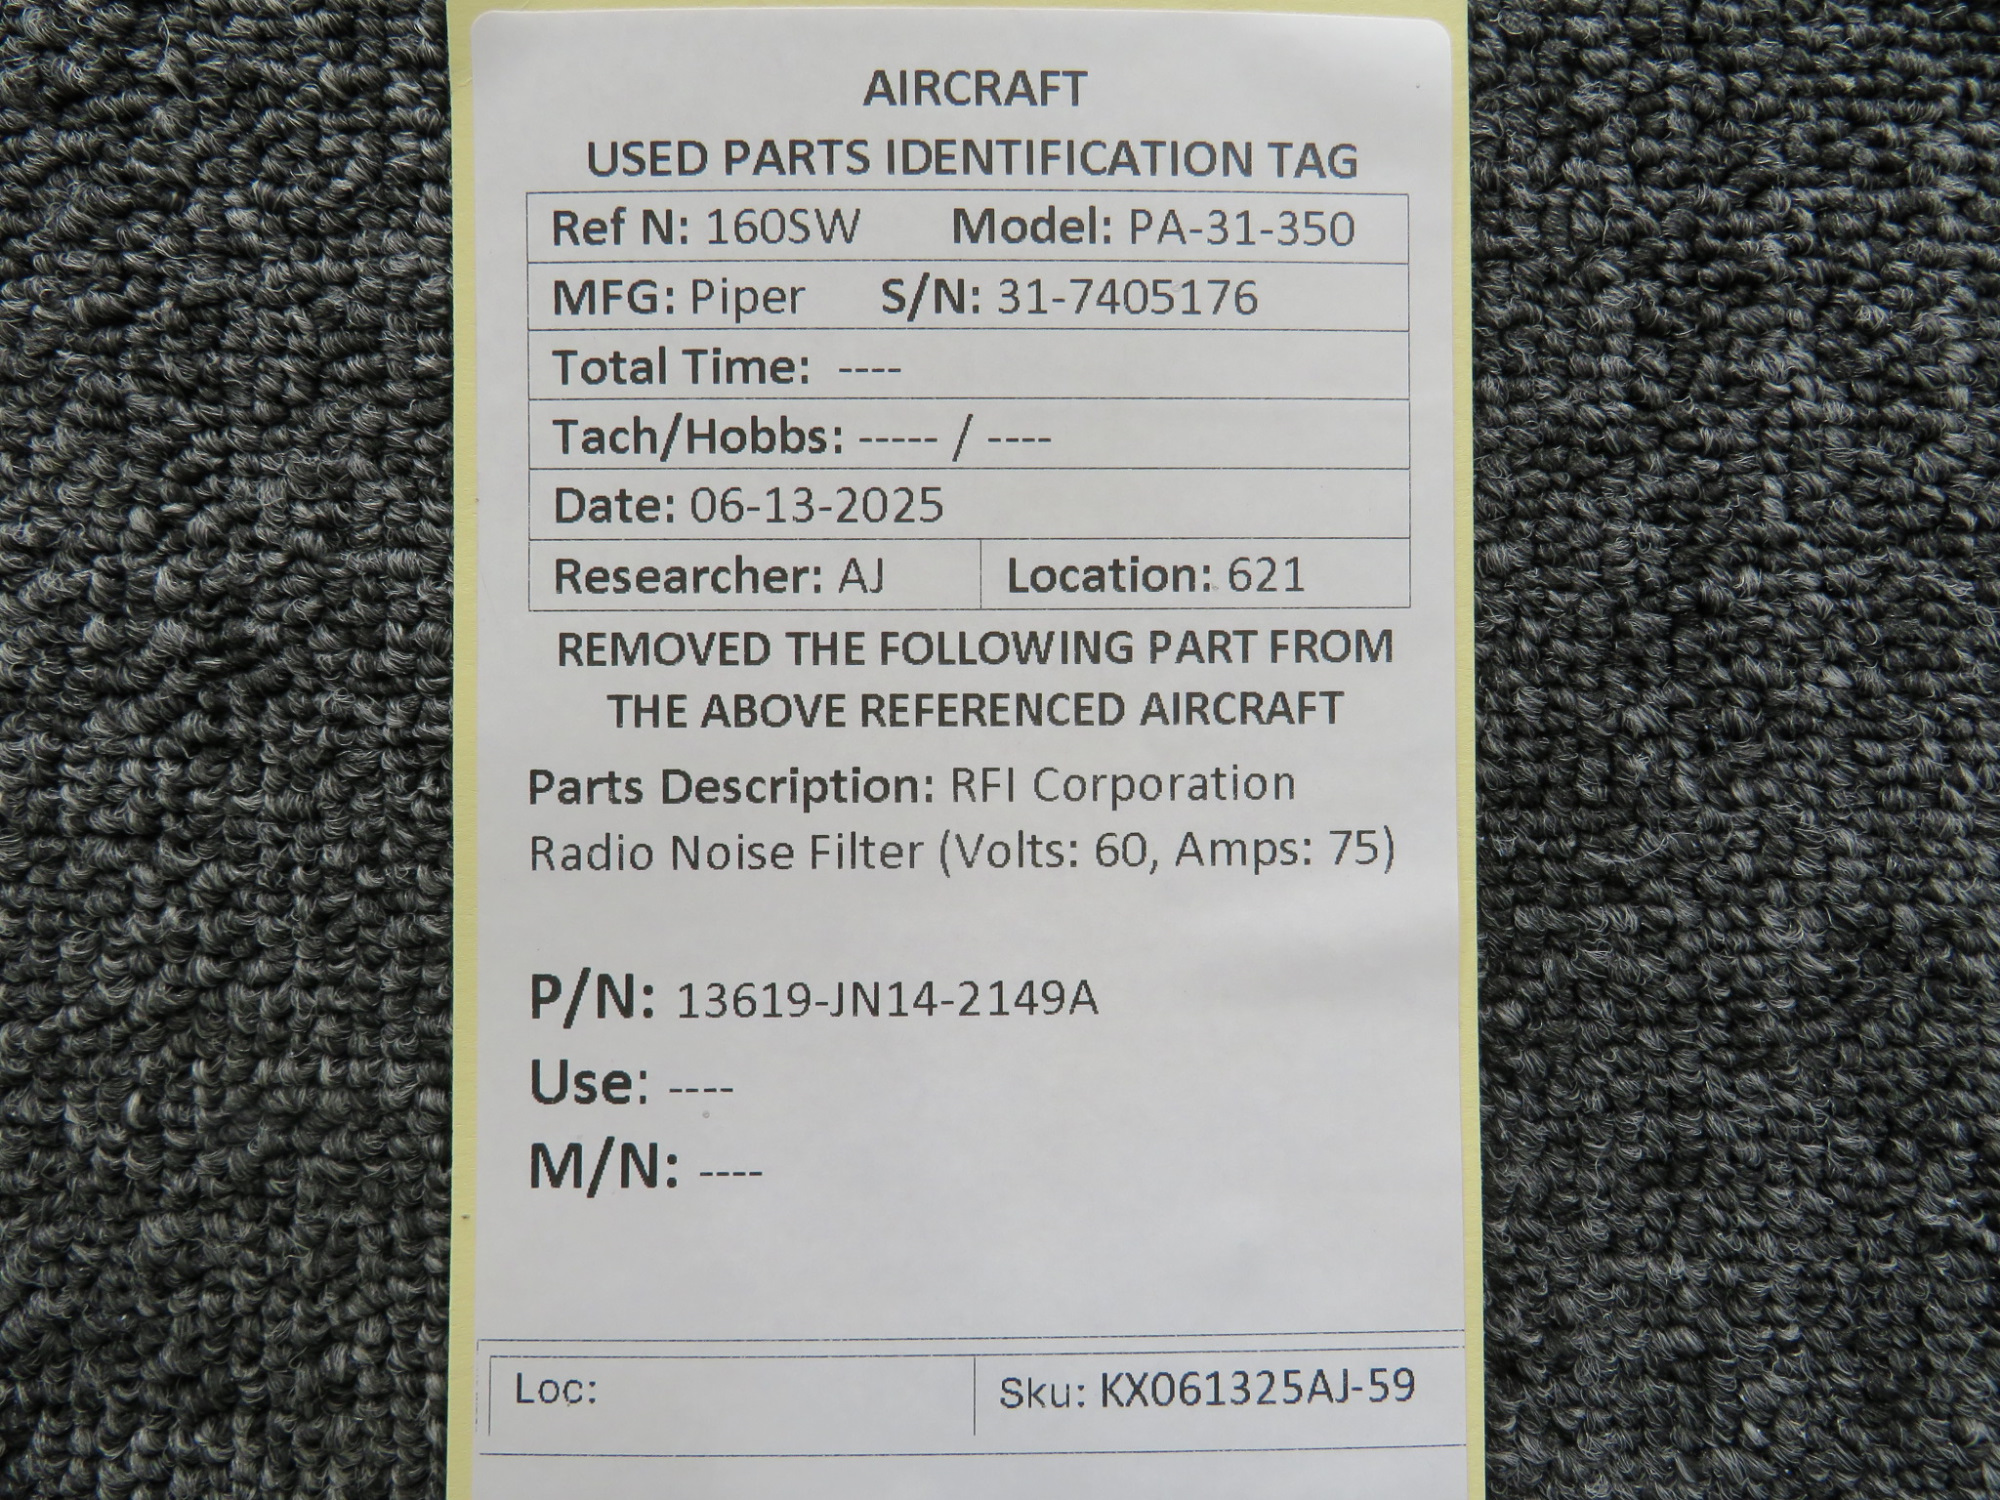 AIRCRAFT
USED PARTS IDENTIFICATION TAG
Ref N: 160SW Model: PA-31-350
MFG: Piper S/N: 31-7405176
Total Time: ----
Tach/Hobbs: ----- / ----
Date: 06-13-2025
Researcher: AJ Location: 621
REMOVED THE FOLLOWING PART FROM
THE ABOVE REFERENCED AIRCRAFT
Parts Description: RFI Corporation
Radio Noise Filter (Volts: 60, Amps: 75)
P/N: 13619-JN14-2149A
Use: ----
M/N: ----
Loc: Sku: KX061325AJ-59